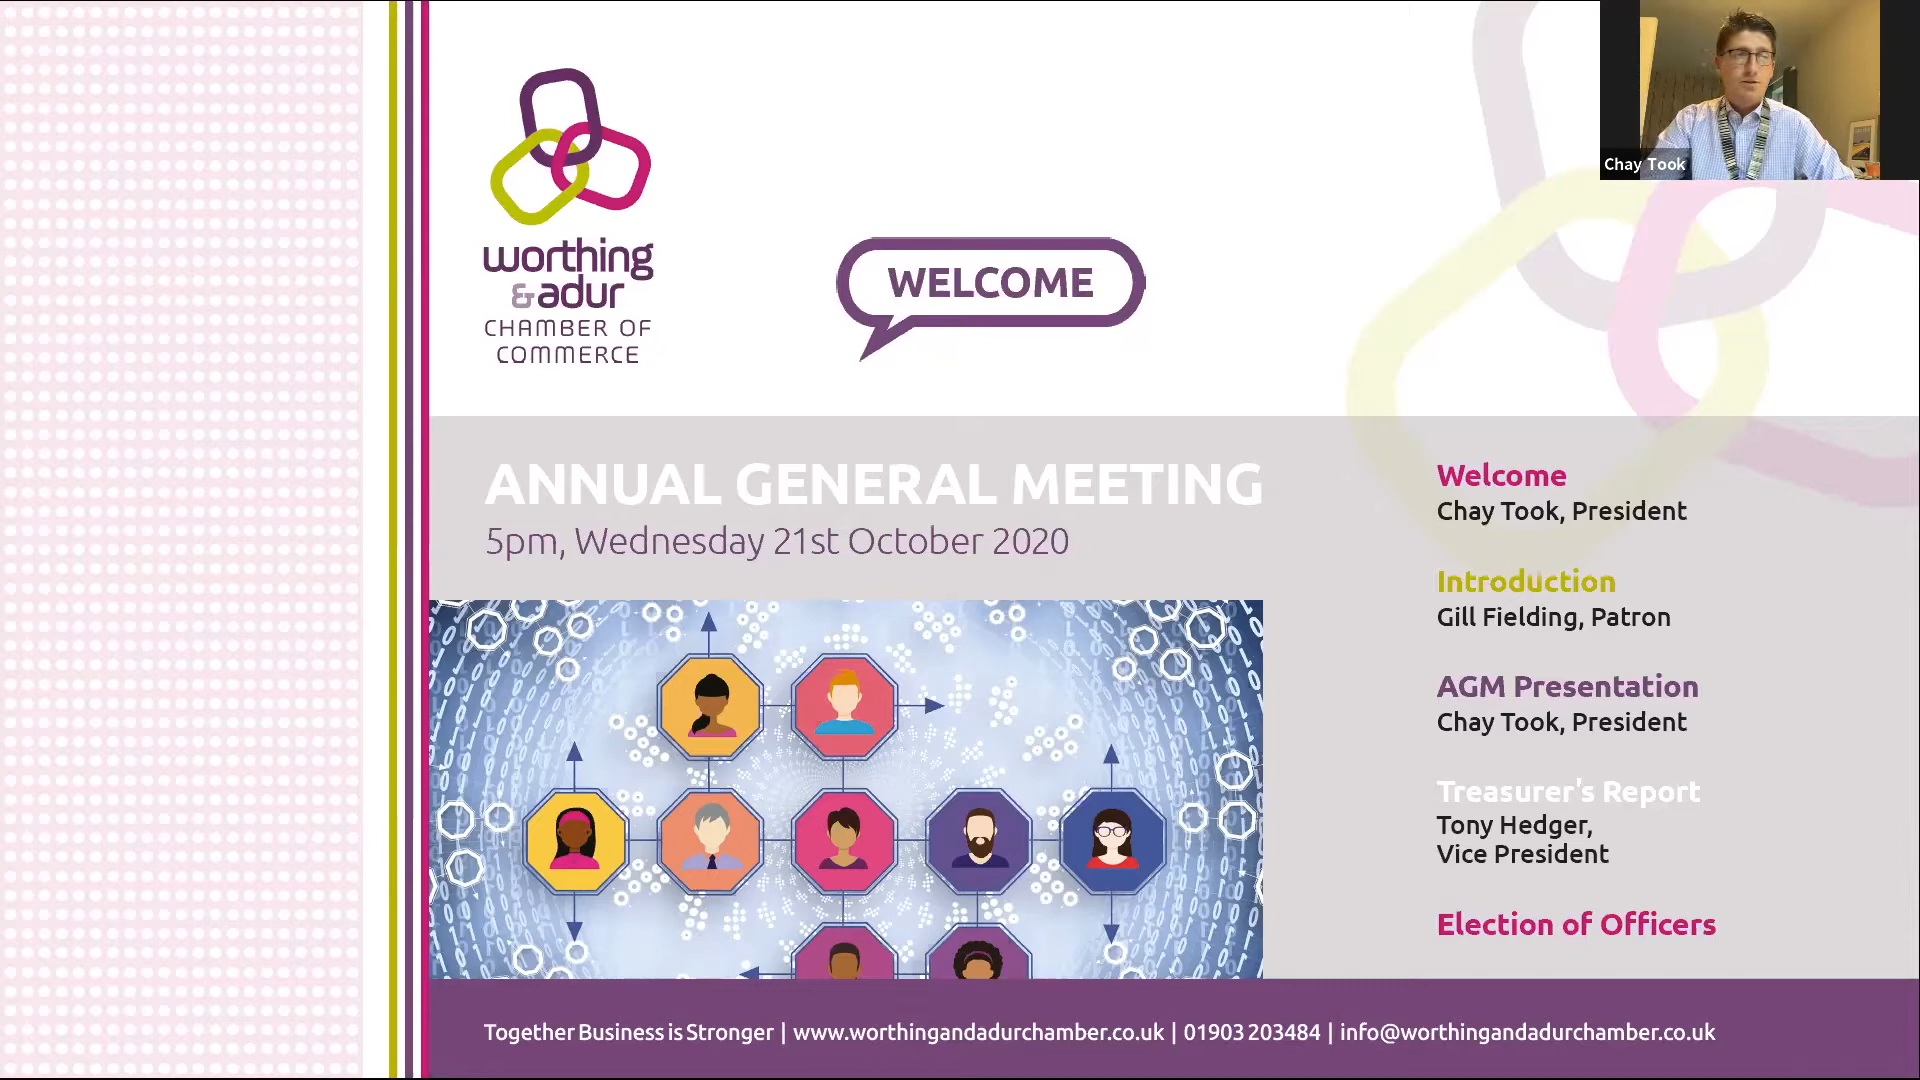 worthing
&adur
CHAMBER OF
COMMERCE
WELCOME
Chay Took
ANNUAL GENERAL MEETING
5pm, Wednesday 21st October 2020
Welcome
Chay Took, President
Introduction
Gill Fielding, Patron
AGM Presentation
Chay Took, President
Treasurer's Report
Tony Hedger,
Vice President
Election of Officers
Together Business is Stronger | www.worthingandadurchamber.co.uk | 01903 203484 | info@worthingandadurchamber.co.uk